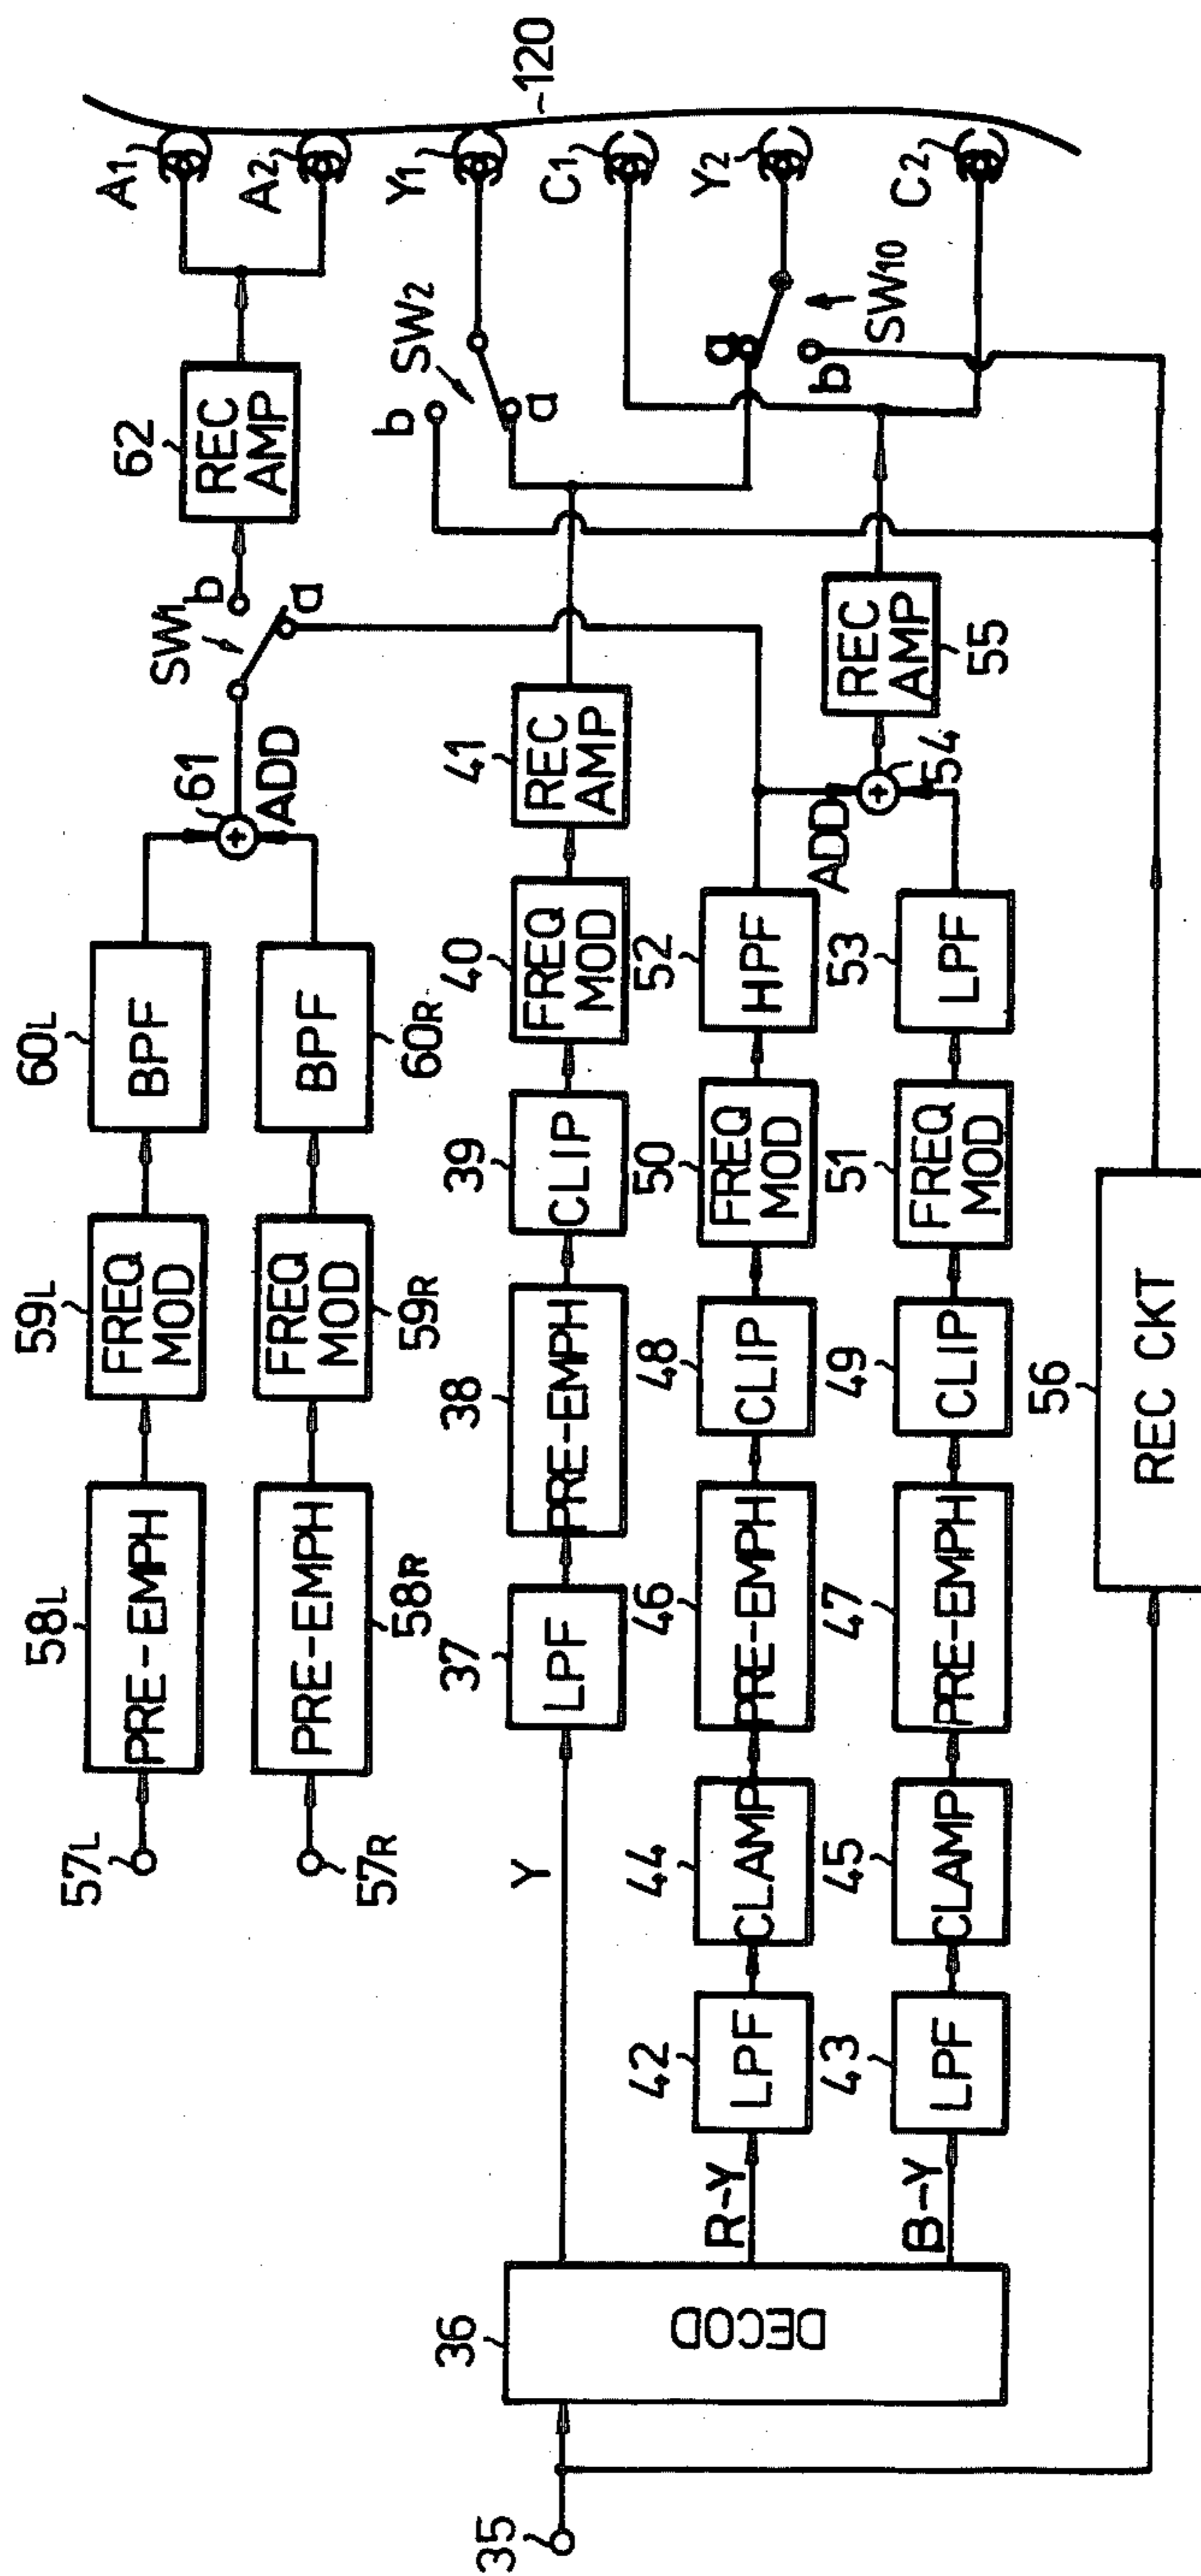 57L
58L
PRE-EMPH
59L
FREQ
MOD
60L
BPF
57R
58R
PRE-EMPH
59R
FREQ
MOD
60R
BPF
61
ADD
SW1
a
b
62
REC
AMP
A1
A2
35
36
DECOD
Y
37
LPF
38
PRE-EMPH
39
CLIP
40
FREQ
MOD
41
REC
AMP
SW2
b
a
Y1
R-Y
42
LPF
44
CLAMP
46
PRE-EMPH
48
CLIP
50
FREQ
MOD
52
HPF
B-Y
43
LPF
45
CLAMP
47
PRE-EMPH
49
CLIP
51
FREQ
MOD
53
LPF
ADD
54
55
REC
AMP
C1
a
b
SW10
Y2
C2
120
56
REC CKT